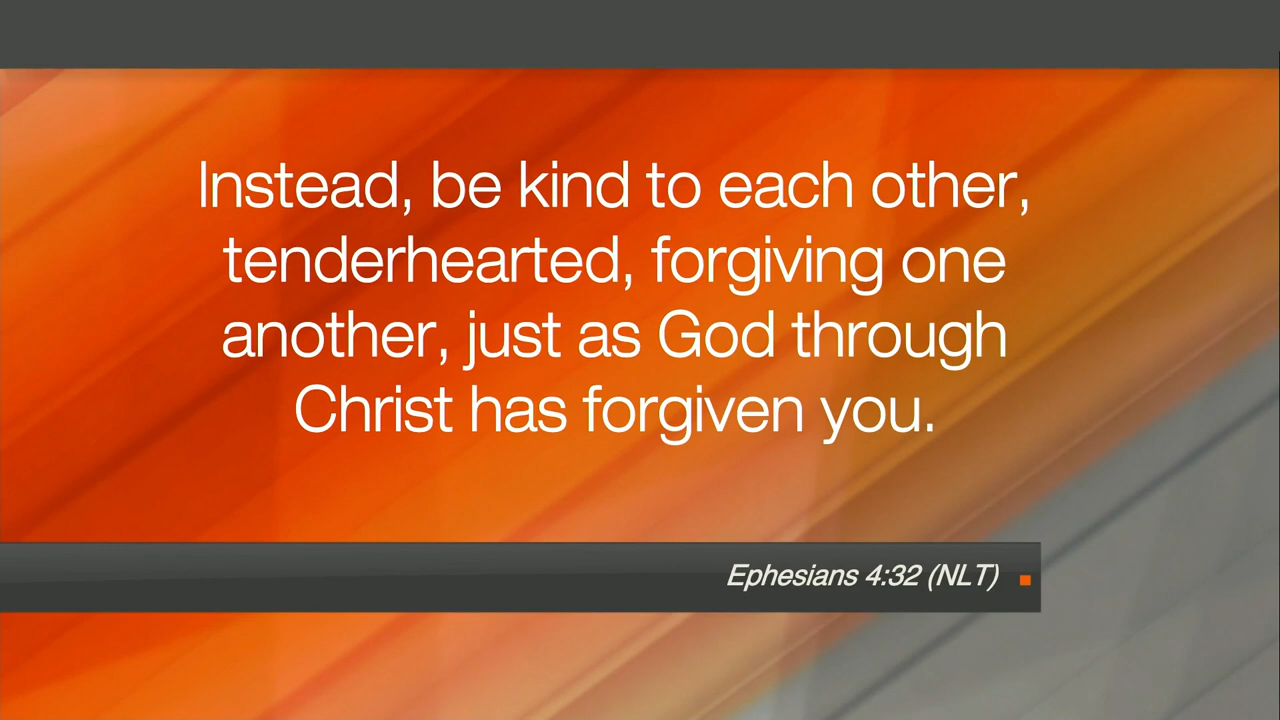 Instead, be kind to each other,
tenderhearted, forgiving one
another, just as God through
Christ has forgiven you.
Ephesians 4:32 (NLT)